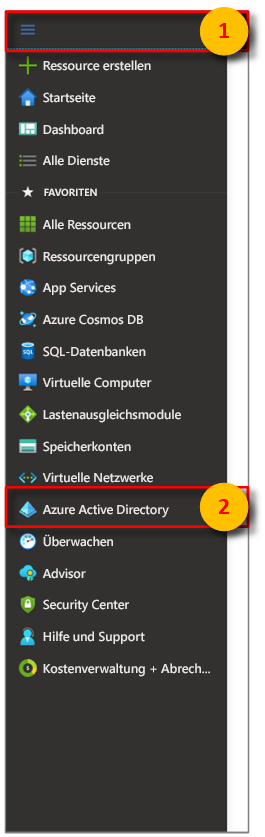 1
Ressource erstellen
Startseite
Dashboard
Alle Dienste
FAVORITEN
Alle Ressourcen
Ressourcengruppen
App Services
Azure Cosmos DB
SQL SQL-Datenbanken
Virtuelle Computer
Lastenausgleichsmodule
Speicherkonten
Virtuelle Netzwerke
Azure Active Directory 2
Überwachen
Advisor
Security Center
Hilfe und Support
$ Kostenverwaltung + Abrech...